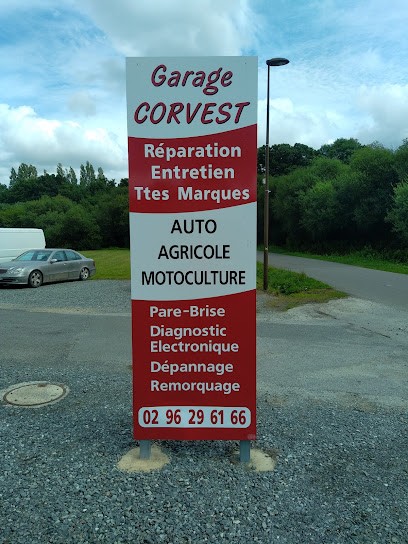 Garage
CORVEST
Réparation
Entretien
Ttes Marques
AUTO
AGRICOLE
MOTOCULTURE
Pare-Brise
Diagnostic
Electronique
Dépannage
Remorquage
02 96 29 61 66